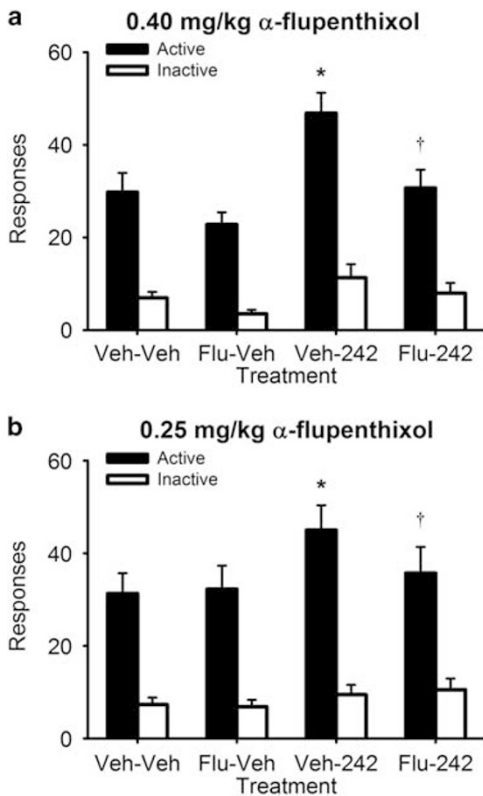 a
0.40 mg/kg α-flupenthixol
60
Active
Inactive
*
40
†
Responses
20
0
Veh-Veh Flu-Veh Veh-242 Flu-242
Treatment
b
0.25 mg/kg α-flupenthixol
60
Active
Inactive
*
†
40
Responses
20
0
Veh-Veh Flu-Veh Veh-242 Flu-242
Treatment